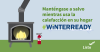 Manténgase a salvo
mientras usa la
calefacción en su hogar
#WINTERREADY